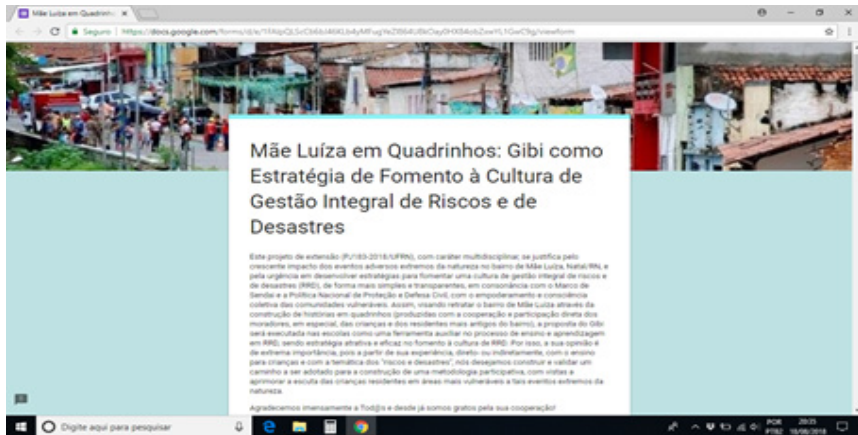 Mãe Luiza em Quadrinh
Seguro
Mãe Luíza em Quadrinhos: Gibi como
Estratégia de Fomento à Cultura de
Gestão Integral de Riscos e de
Desastres
Este projeto de extensão (PJ183-2018/UFRN), com caráter multidisciplinar, se justifica pelo
crescente impacto dos eventos adversos extremos da natureza no bairro de Mãe Luíza, Natal/RN, e
pela urgência em desenvolver estratégias para fomentar uma cultura de gestão integral de riscos e
de desastres (RRD), de forma mais simples e transparentes, em consonância com o Marco de
Sendai e a Política Nacional de Proteção e Defesa Civil, com o empoderamento e consciência
coletiva das comunidades vulneráveis. Assim, visando retratar o bairro de Mãe Luíza através da
construção de histórias em quadrinhos (produzidas com a cooperação e participação direta dos
moradores, em especial, das crianças e dos residentes mais antigos do bairro), a proposta do Gibi
será executada nas escolas como uma ferramenta auxiliar no processo de ensino e aprendizagem
em RRD, sendo estratégia atrativa e eficaz no fomento à cultura de RRD. Por isso, a sua opinião é
de extrema importância, pois a partir de sua experiência, direto ou indiretamente, com o ensino
para crianças e com a temática dos "riscos e desastres", nós desejamos construir e validar um
caminho a ser adotado para a construção de uma metodologia participativa, com vistas a
aprimorar a escuta das crianças residentes em áreas mais vulneráveis a tais eventos extremos da
natureza.
Agradecemos imensamente a Tod@s e desde já somos gratos pela sua cooperação!
Digite aqui para pesquisar
POR
PTB2
20:35
10/08/2018